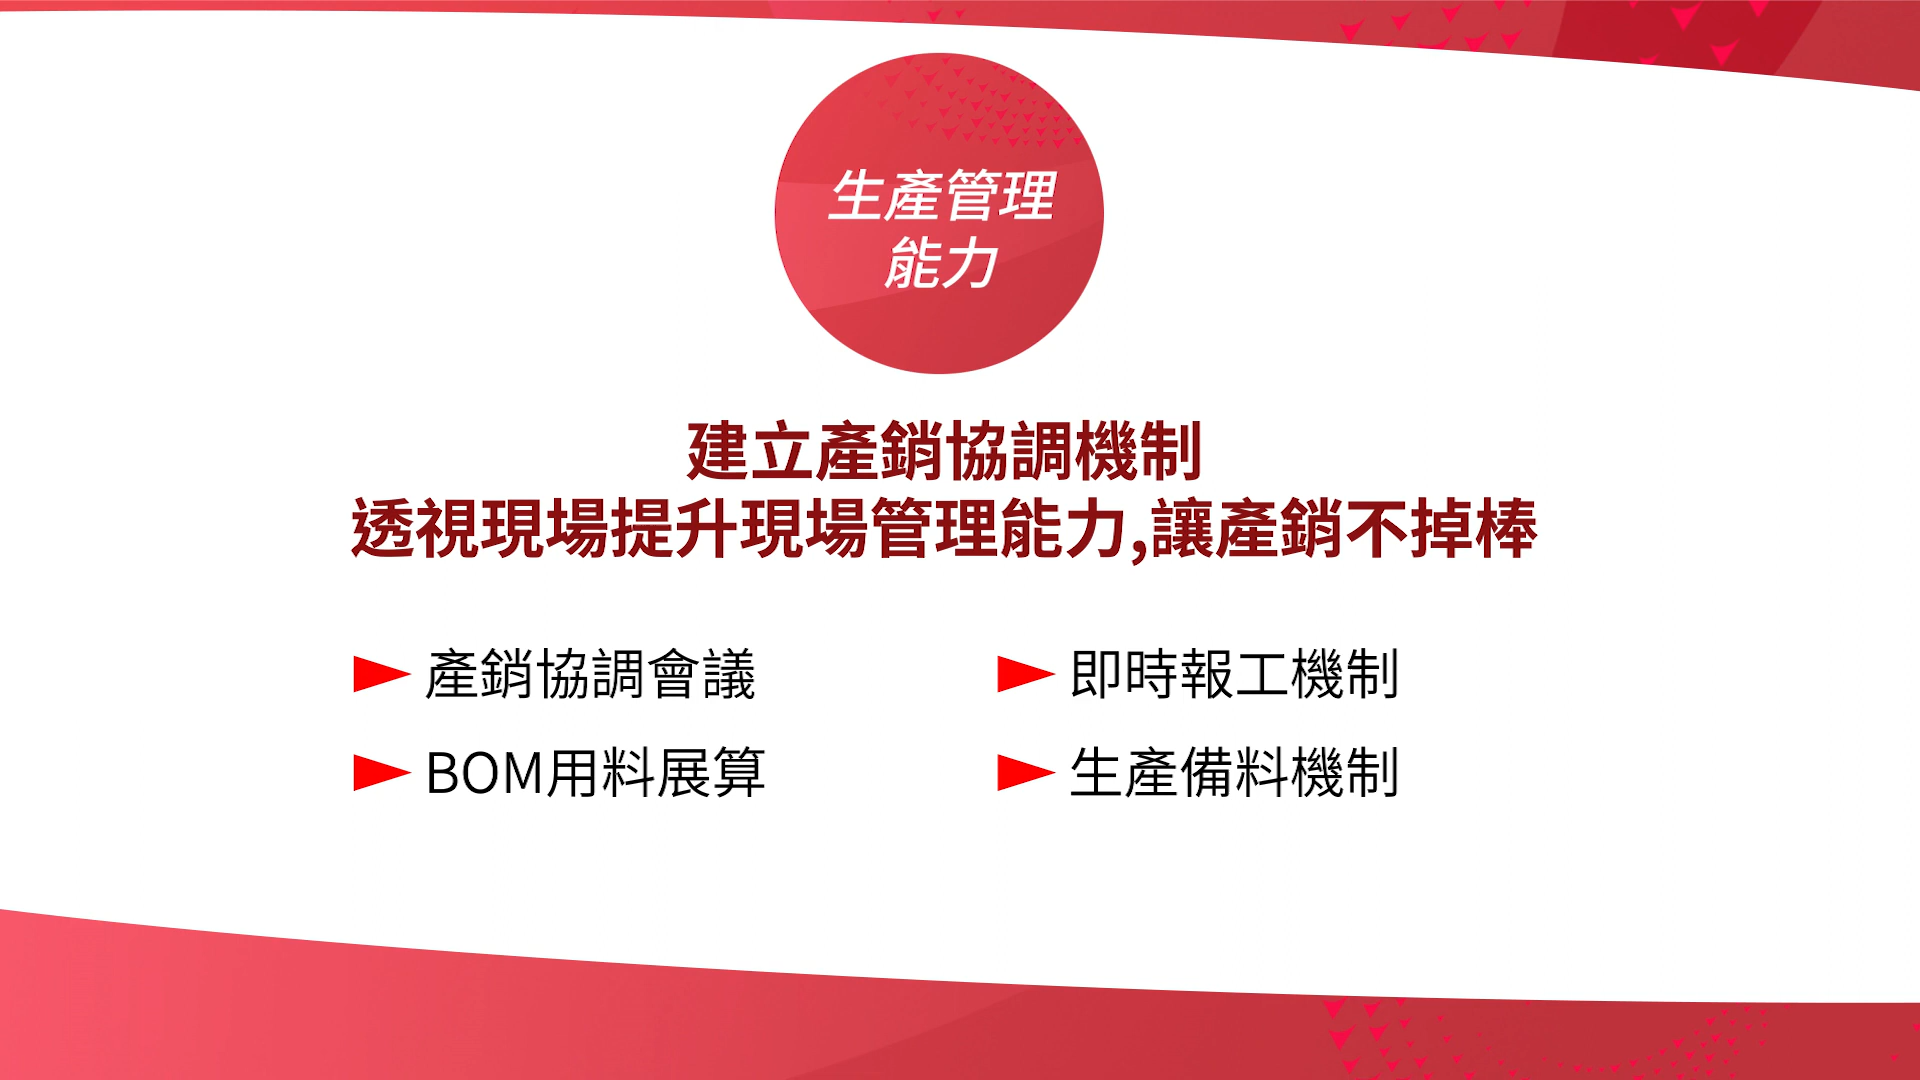 生產管理
能力
建立產銷協調機制
透視現場提升現場管理能力,讓產銷不掉棒
產銷協調會議
即時報工機制
BOM用料展算
生產備料機制